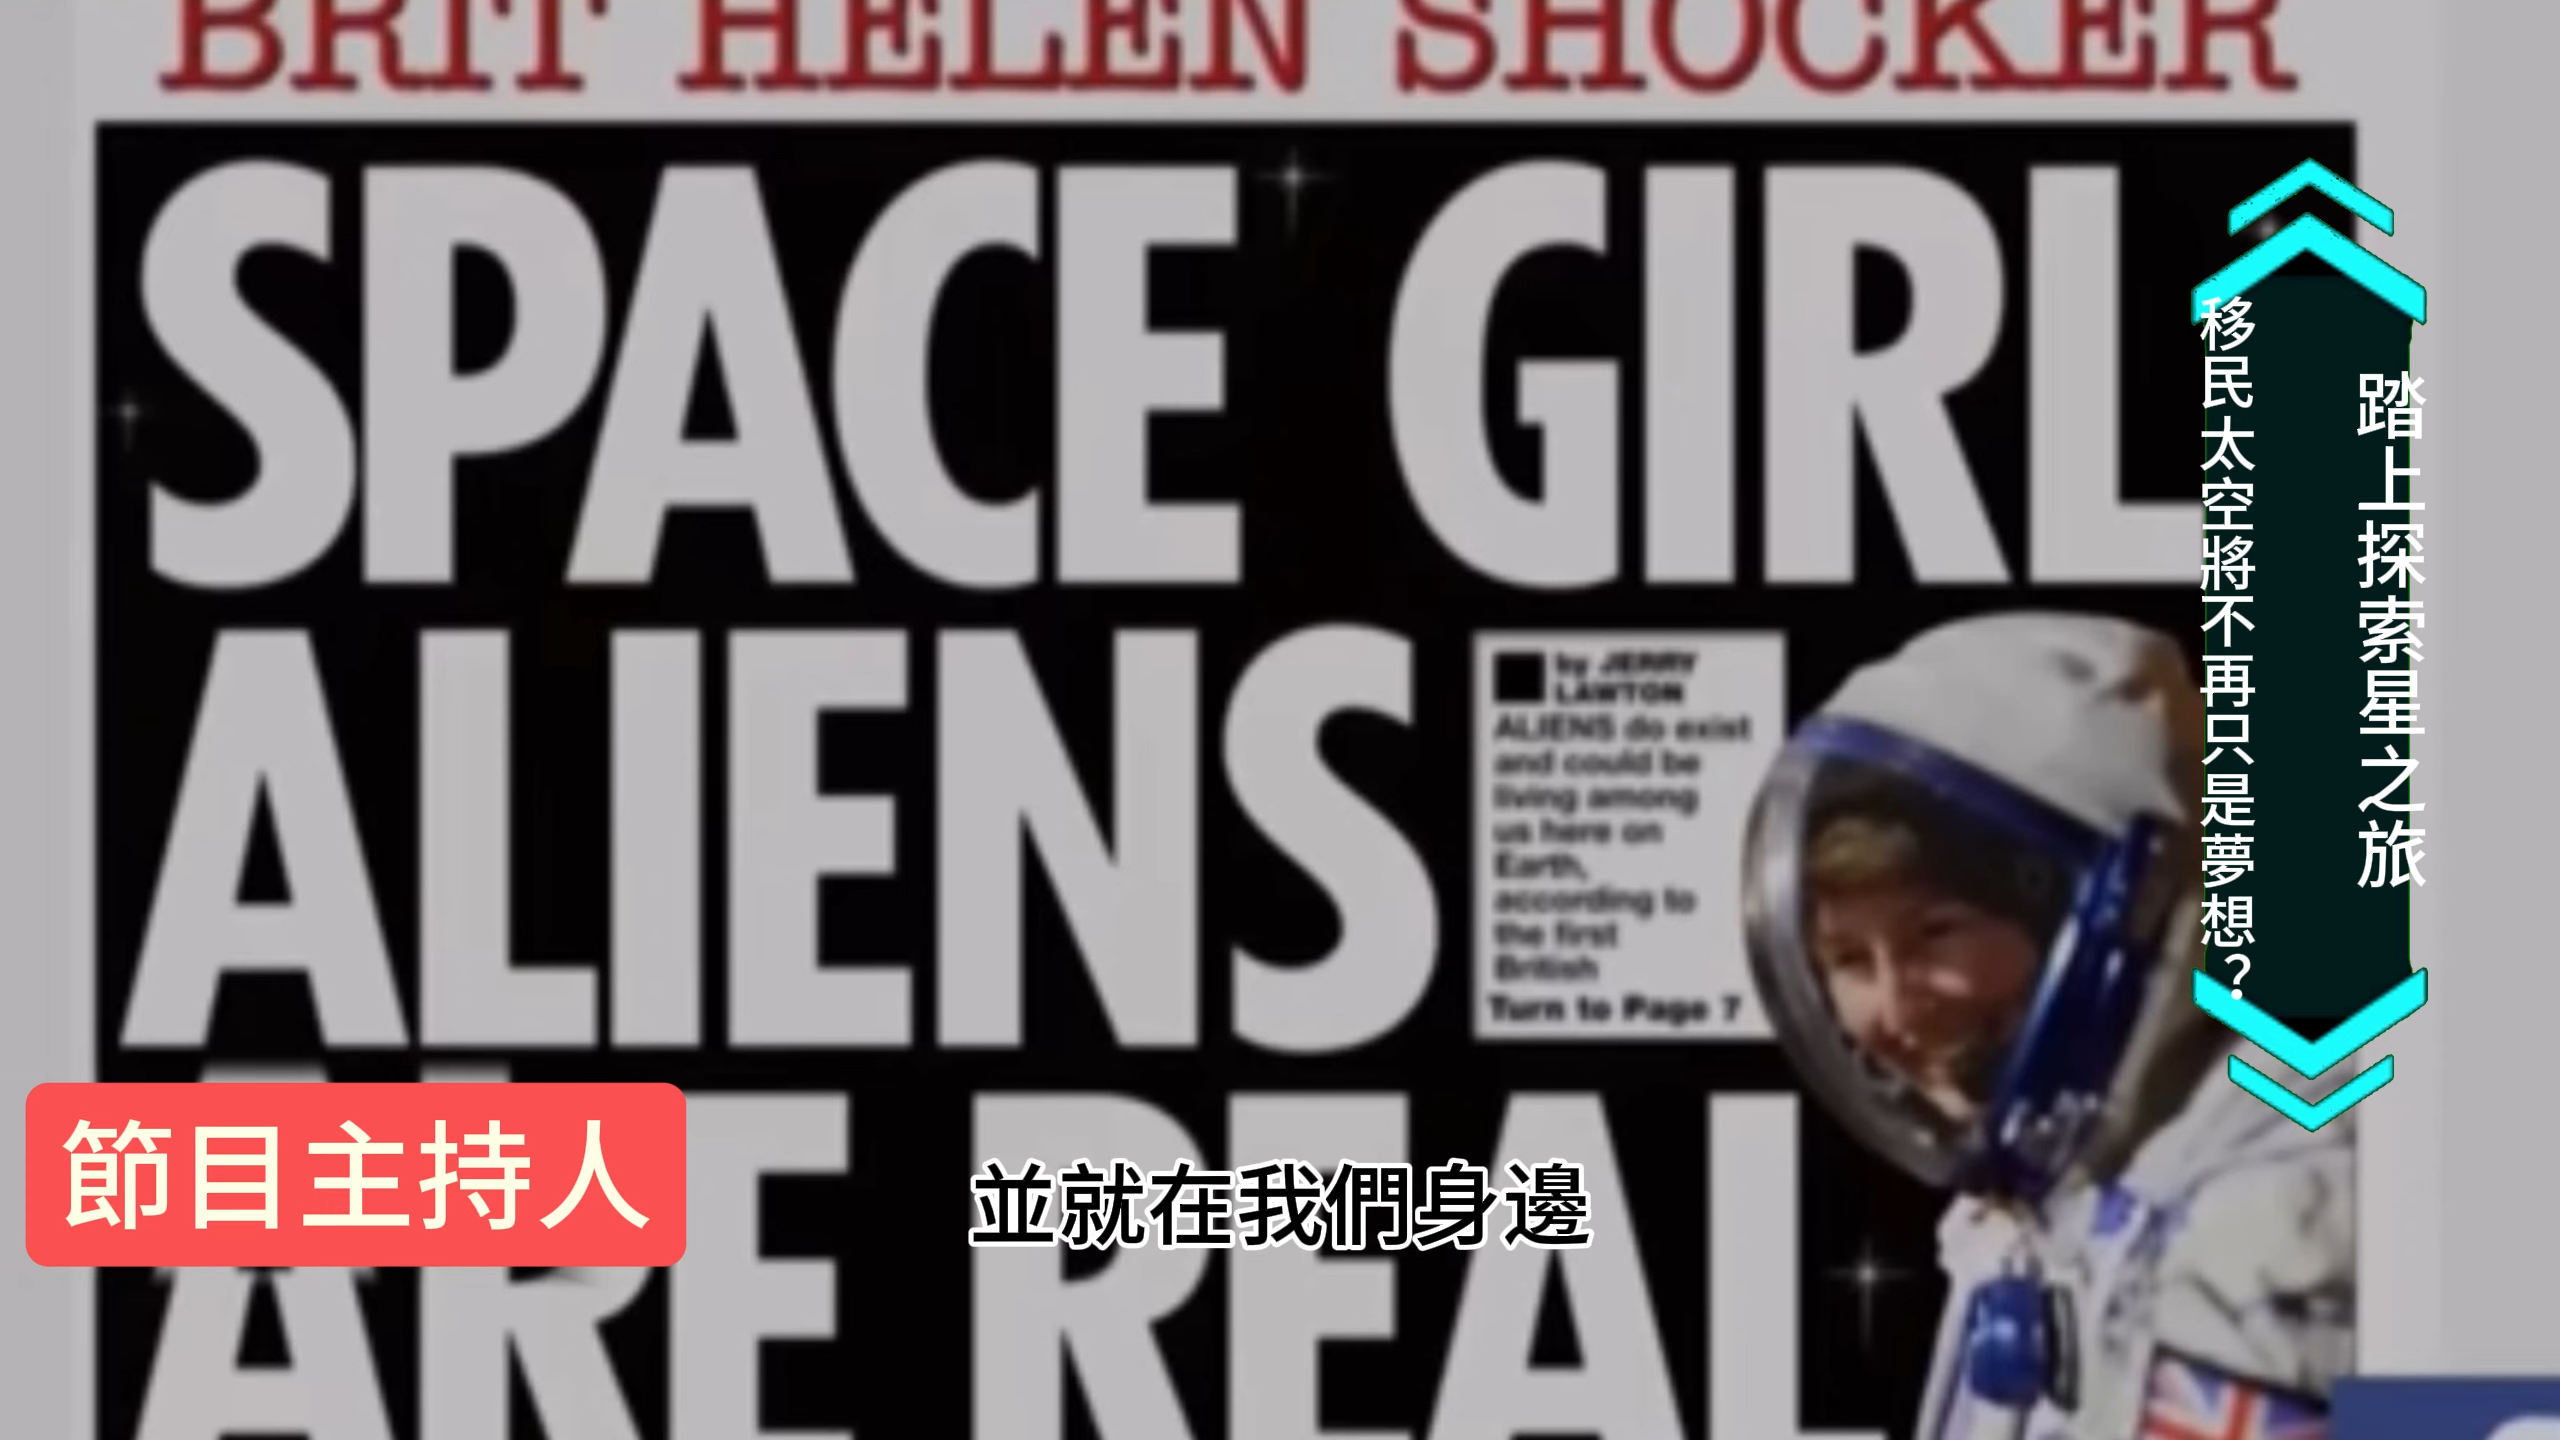 BRIT HELEN SHOCKER
SPACE GIRL
ALIENS
by JERRY
LAWTON
ALIENS do exist
and could be
living among
us here on
Earth,
according to
the first
British
Turn to Page 7
ARE REAL
踏上探索星之旅
移民太空將不再只是夢想？
節目主持人
並就在我們身邊